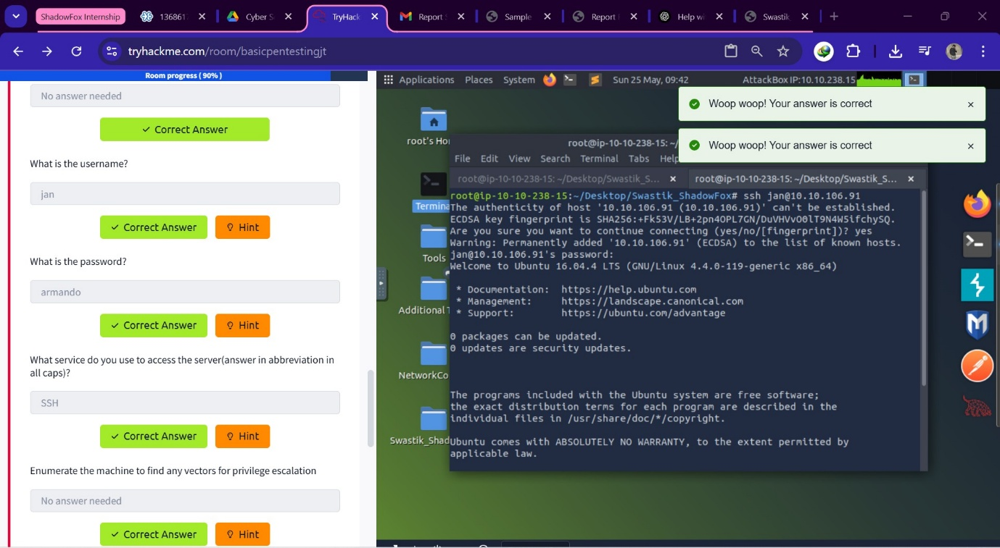 ShadowFox Internship
136861
Cyber S
TryHack
Report
Sample
Report
Help wi
Swastik
tryhackme.com/room/basicpentestingjt
Room progress ( 90% )
No answer needed
Correct Answer
What is the username?
jan
Correct Answer
Hint
What is the password?
armando
Correct Answer
Hint
What service do you use to access the server(answer in abbreviation in
all caps)?
SSH
Correct Answer
Hint
Enumerate the machine to find any vectors for privilege escalation
No answer needed
Correct Answer
Hint
Applications Places System Sun 25 May, 09:42 AttackBox IP:10.10.238.15
Woop woop! Your answer is correct
Woop woop! Your answer is correct
root's Ho
Termina
Tools
Additional T
NetworkCo
Swastik_Shad
root@ip-10-10-238-15: ~/
File Edit View Search Terminal Tabs Help
root@ip-10-10-238-15: ~/Desktop/Swastik_S...
root@ip-10-10-238-15: ~/Desktop/Swastik_S...
root@ip-10-10-238-15:~/Desktop/Swastik_ShadowFox# ssh jan@10.10.106.91
The authenticity of host '10.10.106.91 (10.10.106.91)' can't be established.
ECDSA key fingerprint is SHA256:+Fk53V/LB+2pn4OPL7GN/DuVHVvO0lT9N4W5ifchySQ.
Are you sure you want to continue connecting (yes/no/[fingerprint])? yes
Warning: Permanently added '10.10.106.91' (ECDSA) to the list of known hosts.
jan@10.10.106.91's password:
Welcome to Ubuntu 16.04.4 LTS (GNU/Linux 4.4.0-119-generic x86_64)
* Documentation: https://help.ubuntu.com
* Management: https://landscape.canonical.com
* Support: https://ubuntu.com/advantage
0 packages can be updated.
0 updates are security updates.
The programs included with the Ubuntu system are free software;
the exact distribution terms for each program are described in the
individual files in /usr/share/doc/*/copyright.
Ubuntu comes with ABSOLUTELY NO WARRANTY, to the extent permitted by
applicable law.